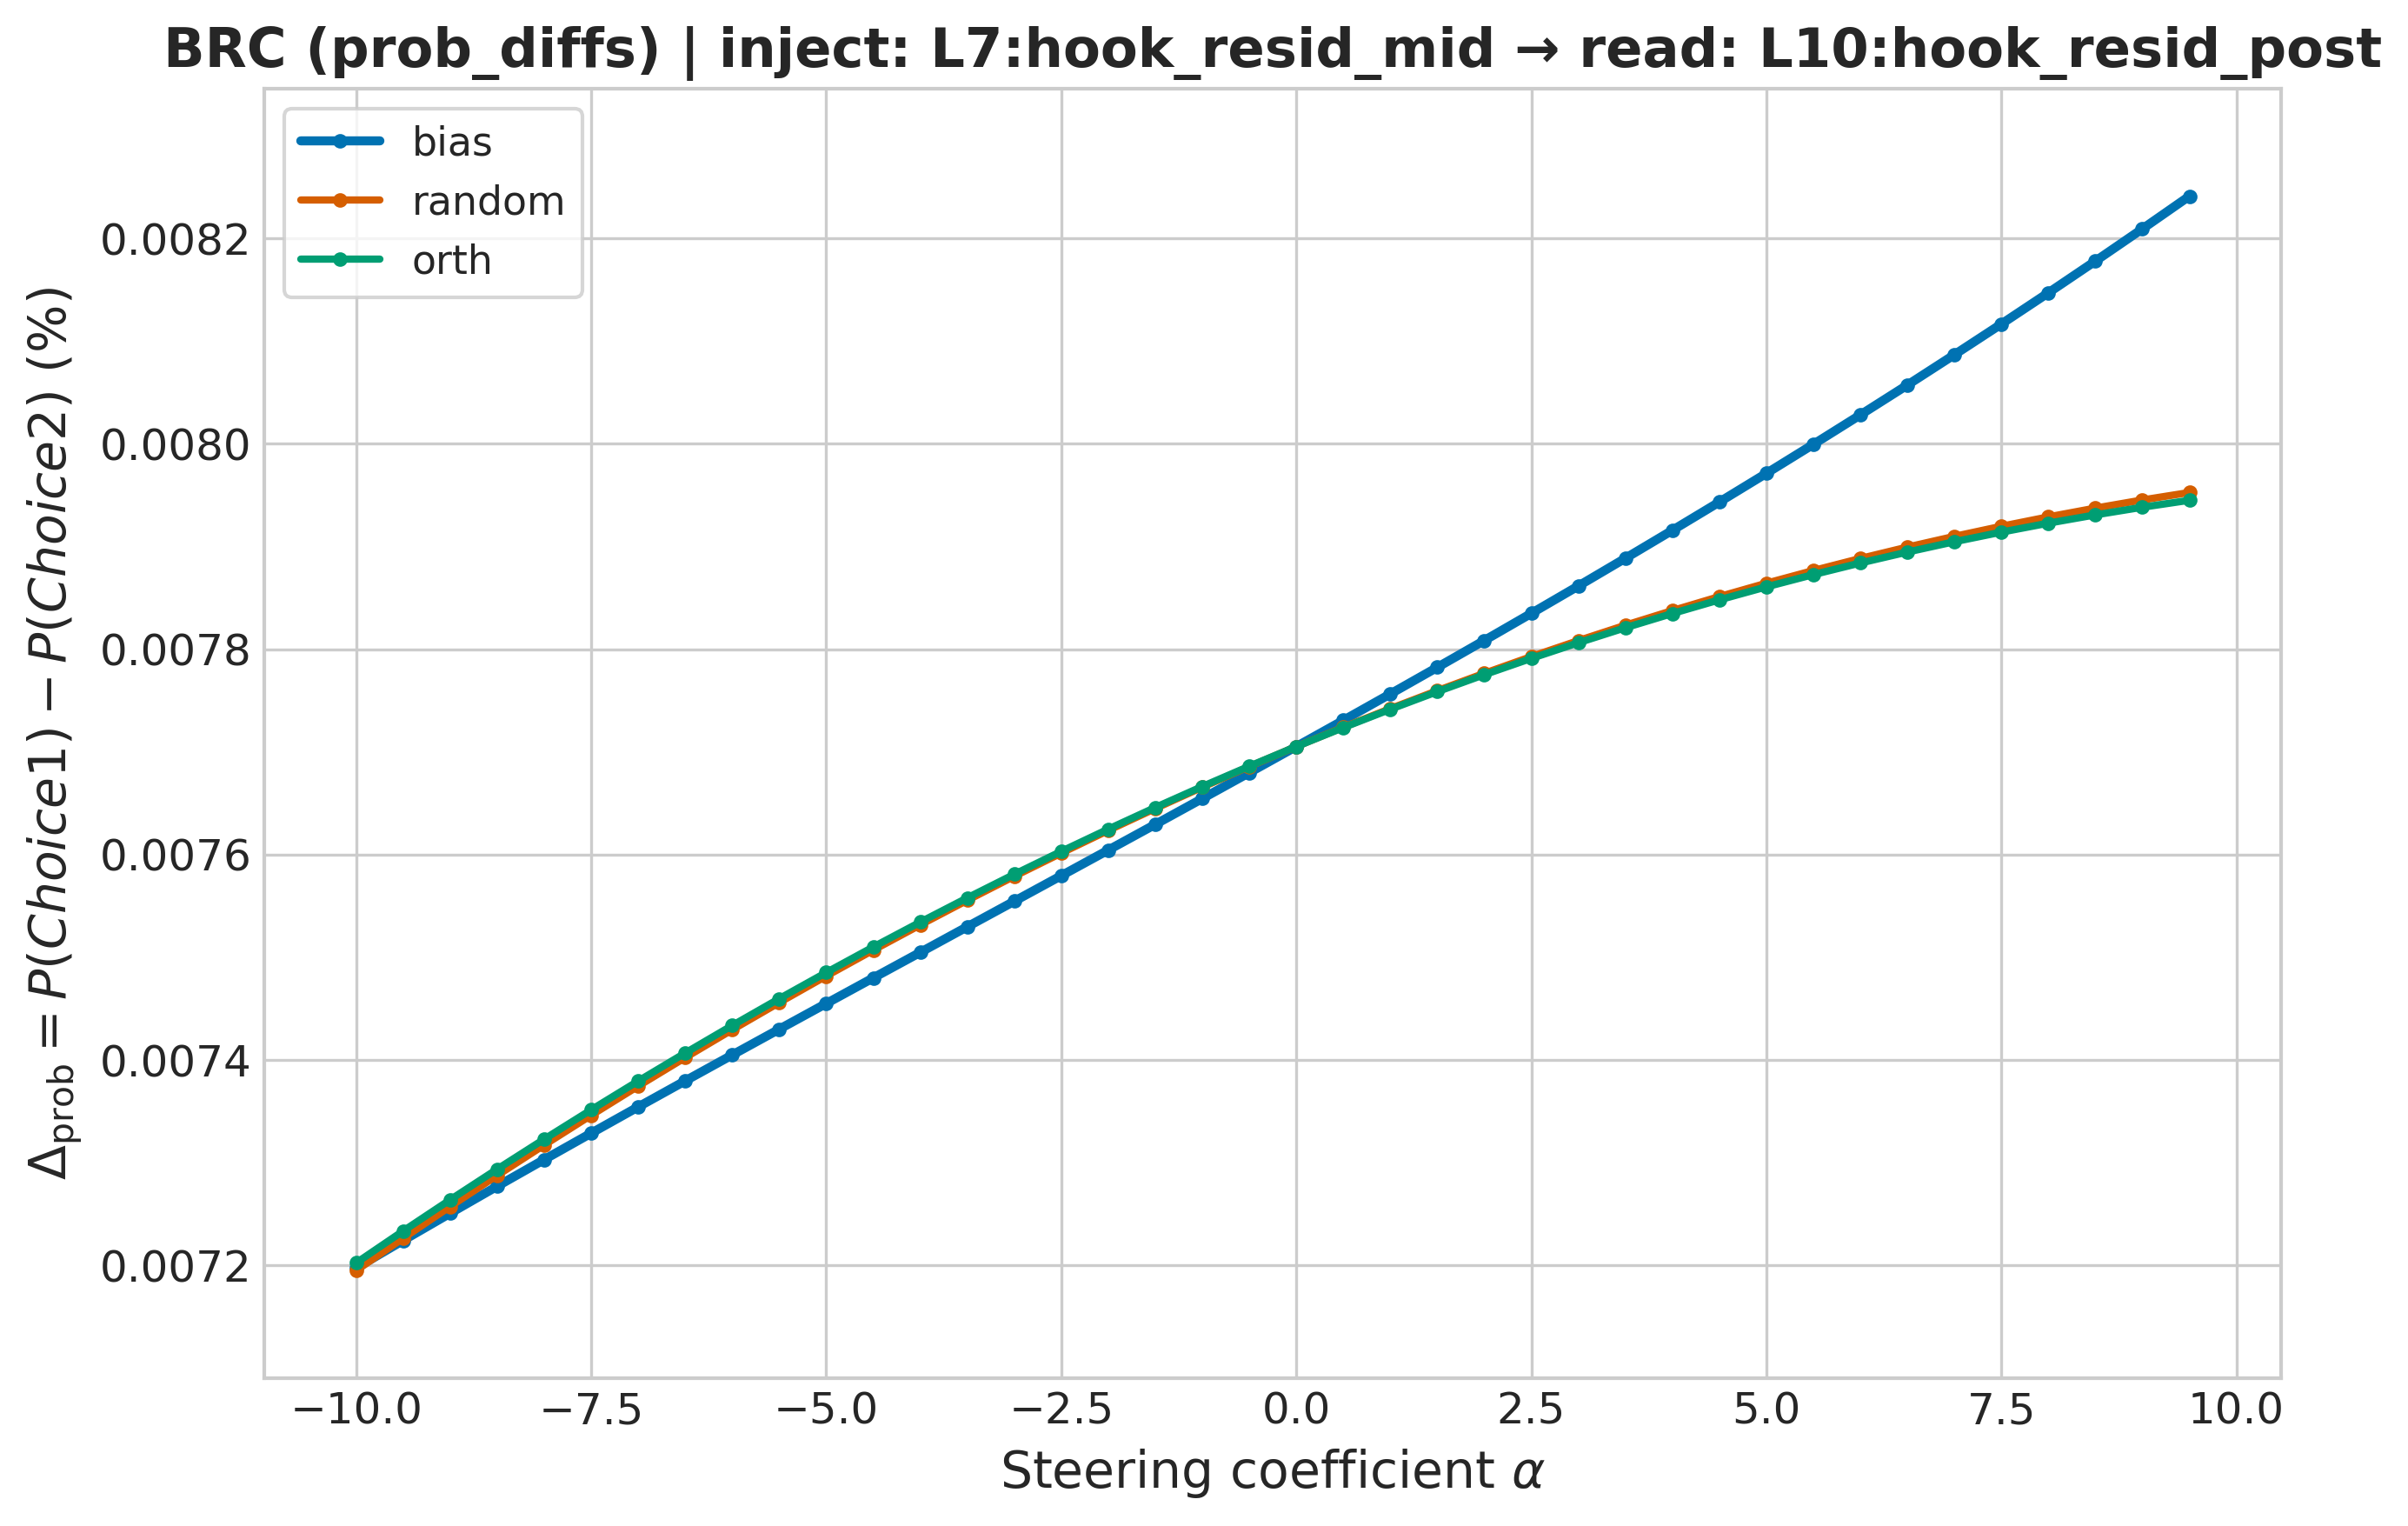 BRC (prob_diffs) | inject: L7:hook_resid_mid → read: L10:hook_resid_post
bias
random
orth
Δprob = P(Choice1) − P(Choice2) (%)
0.0082
0.0080
0.0078
0.0076
0.0074
0.0072
−10.0 −7.5 −5.0 −2.5 0.0 2.5 5.0 7.5 10.0
Steering coefficient α